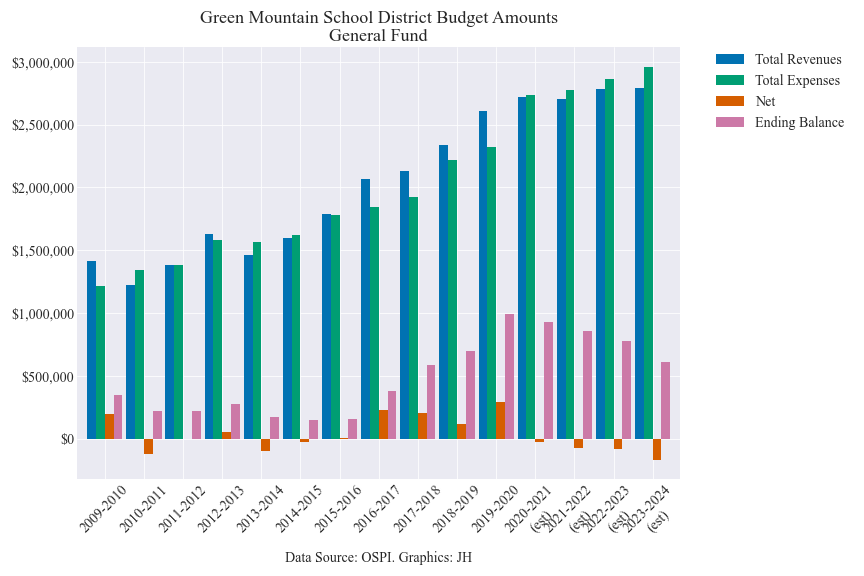 Green Mountain School District Budget Amounts
General Fund
Total Revenues
Total Expenses
Net
Ending Balance
$3,000,000
$2,500,000
$2,000,000
$1,500,000
$1,000,000
$500,000
$0
2009-2010
2010-2011
2011-2012
2012-2013
2013-2014
2014-2015
2015-2016
2016-2017
2017-2018
2018-2019
2019-2020
2020-2021
(est)
2021-2022
(est)
2022-2023
(est)
2023-2024
(est)
Data Source: OSPI. Graphics: JH